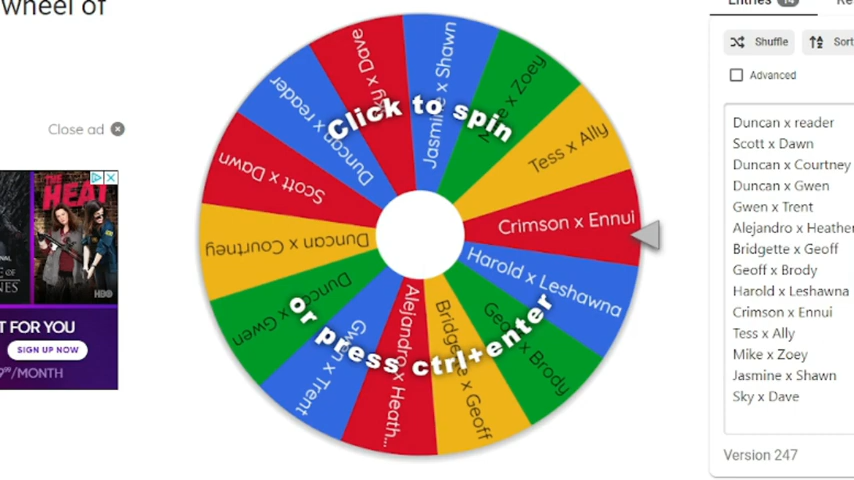 wheel of
Close ad
THE
HEAT
HBO
T FOR YOU
SIGN UP NOW
/MONTH
Click to spin
or press ctrl+enter
Sky x Dave
Jasmine x Shawn
Mike x Zoey
Tess x Ally
Crimson x Ennui
Harold x Leshawna
Geoff x Brody
Bridgette x Geoff
Alejandro x Heath...
Gwen x Trent
Duncan x Gwen
Duncan x Courtney
Scott x Dawn
Duncan x reader
Entries 14
Shuffle
Sort
Advanced
Duncan x reader
Scott x Dawn
Duncan x Courtney
Duncan x Gwen
Gwen x Trent
Alejandro x Heather
Bridgette x Geoff
Geoff x Brody
Harold x Leshawna
Crimson x Ennui
Tess x Ally
Mike x Zoey
Jasmine x Shawn
Sky x Dave
Version 247